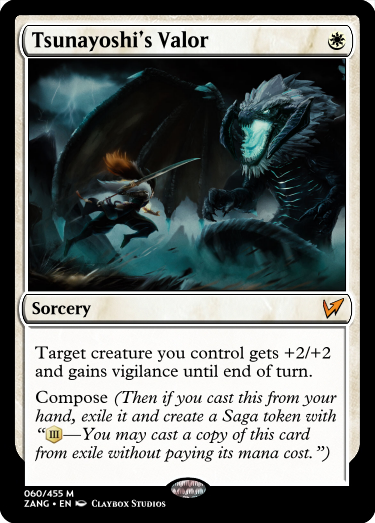 Tsunayoshi's Valor
Sorcery
Target creature you control gets +2/+2
and gains vigilance until end of turn.
Compose (Then if you cast this from your
hand, exile it and create a Saga token with
“III—You may cast a copy of this card
from exile without paying its mana cost.”)
060/455 M
ZANG • EN CLAYBOX STUDIOS